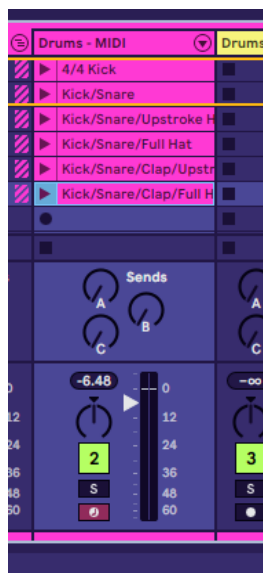 Drums - MIDI
Drums
4/4 Kick
Kick/Snare
Kick/Snare/Upstroke H
Kick/Snare/Full Hat
Kick/Snare/Clap/Upstr
Kick/Snare/Clap/Full H
Sends
A
B
C
A
C
-6.48
-∞
0
12
24
36
48
60
0
12
24
36
48
60
2
3
S
S